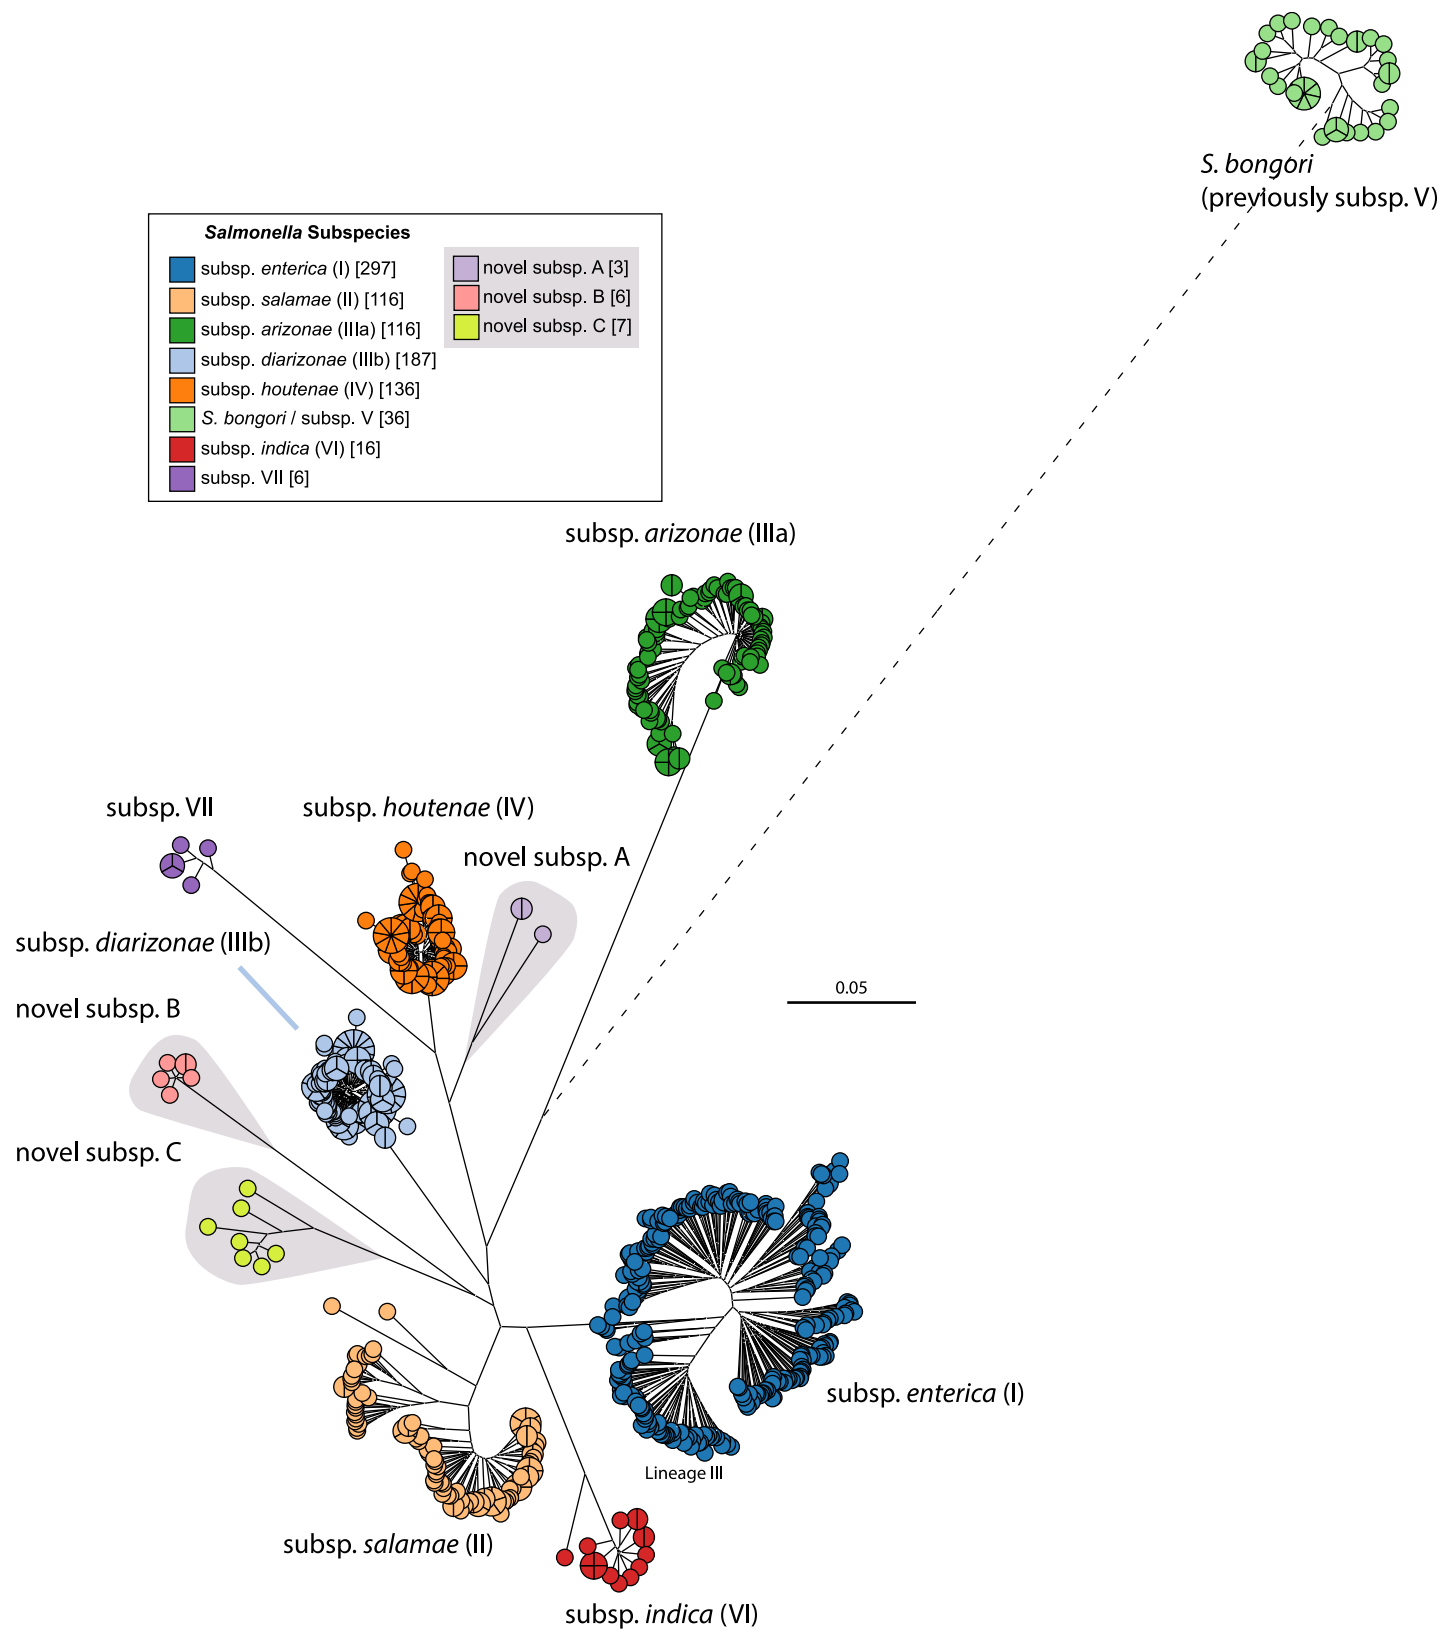 S. bongori
(previously subsp. V)
Salmonella Subspecies
subsp. enterica (I) [297]
subsp. salamae (II) [116]
subsp. arizonae (IIIa) [116]
subsp. diarizonae (IIIb) [187]
subsp. houtenae (IV) [136]
S. bongori / subsp. V [36]
subsp. indica (VI) [16]
subsp. VII [6]
novel subsp. A [3]
novel subsp. B [6]
novel subsp. C [7]
subsp. arizonae (IIIa)
subsp. VII
subsp. houtenae (IV)
novel subsp. A
subsp. diarizonae (IIIb)
0.05
novel subsp. B
novel subsp. C
subsp. enterica (I)
Lineage III
subsp. salamae (II)
subsp. indica (VI)